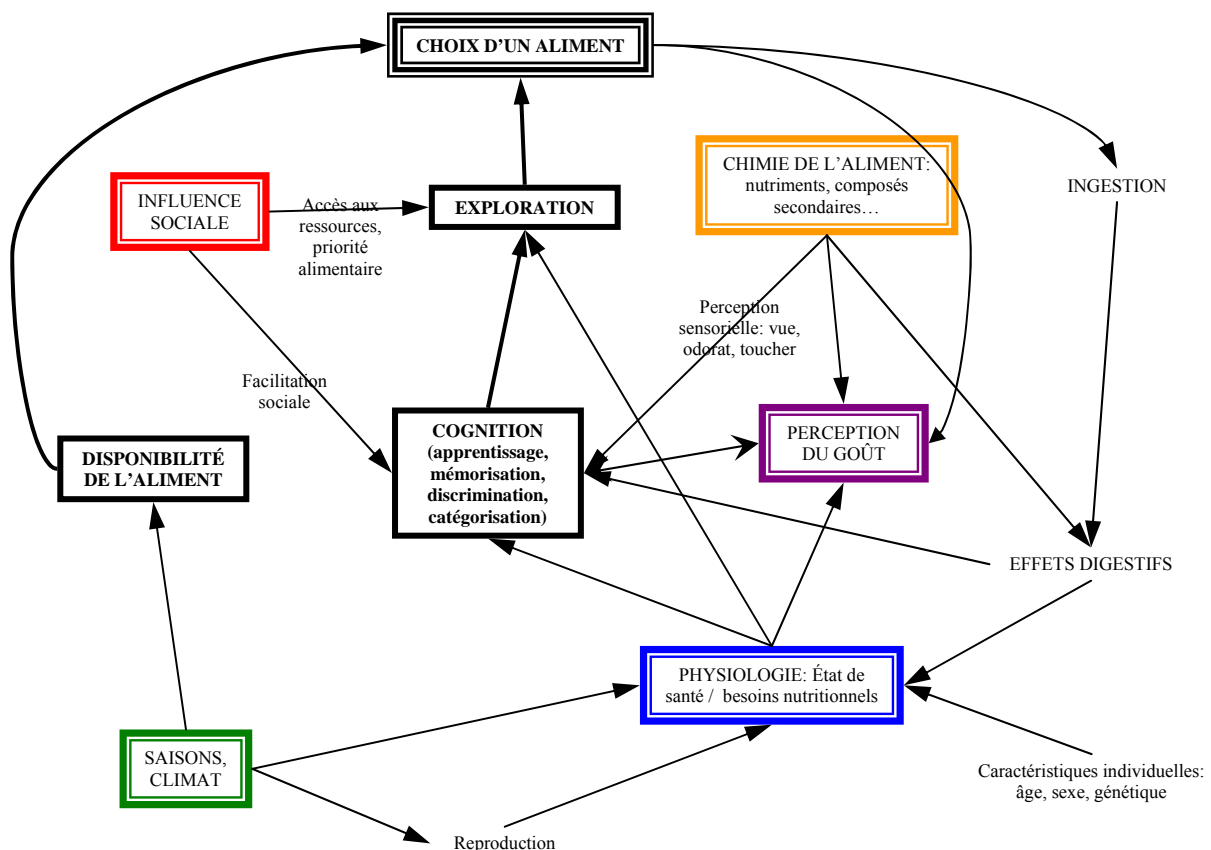 CHOIX D'UN ALIMENT
CHIMIE DE L'ALIMENT:
nutriments, composés
secondaires…
INGESTION
INFLUENCE
SOCIALE
Accès aux
ressources,
priorité
alimentaire
EXPLORATION
Perception
sensorielle: vue,
odorat, toucher
Facilitation
sociale
COGNITION
(apprentissage,
mémorisation,
discrimination,
catégorisation)
PERCEPTION
DU GOÛT
DISPONIBILITÉ
DE L'ALIMENT
EFFETS DIGESTIFS
PHYSIOLOGIE: État de
santé /  besoins nutritionnels
SAISONS,
CLIMAT
Caractéristiques individuelles:
âge, sexe, génétique
Reproduction